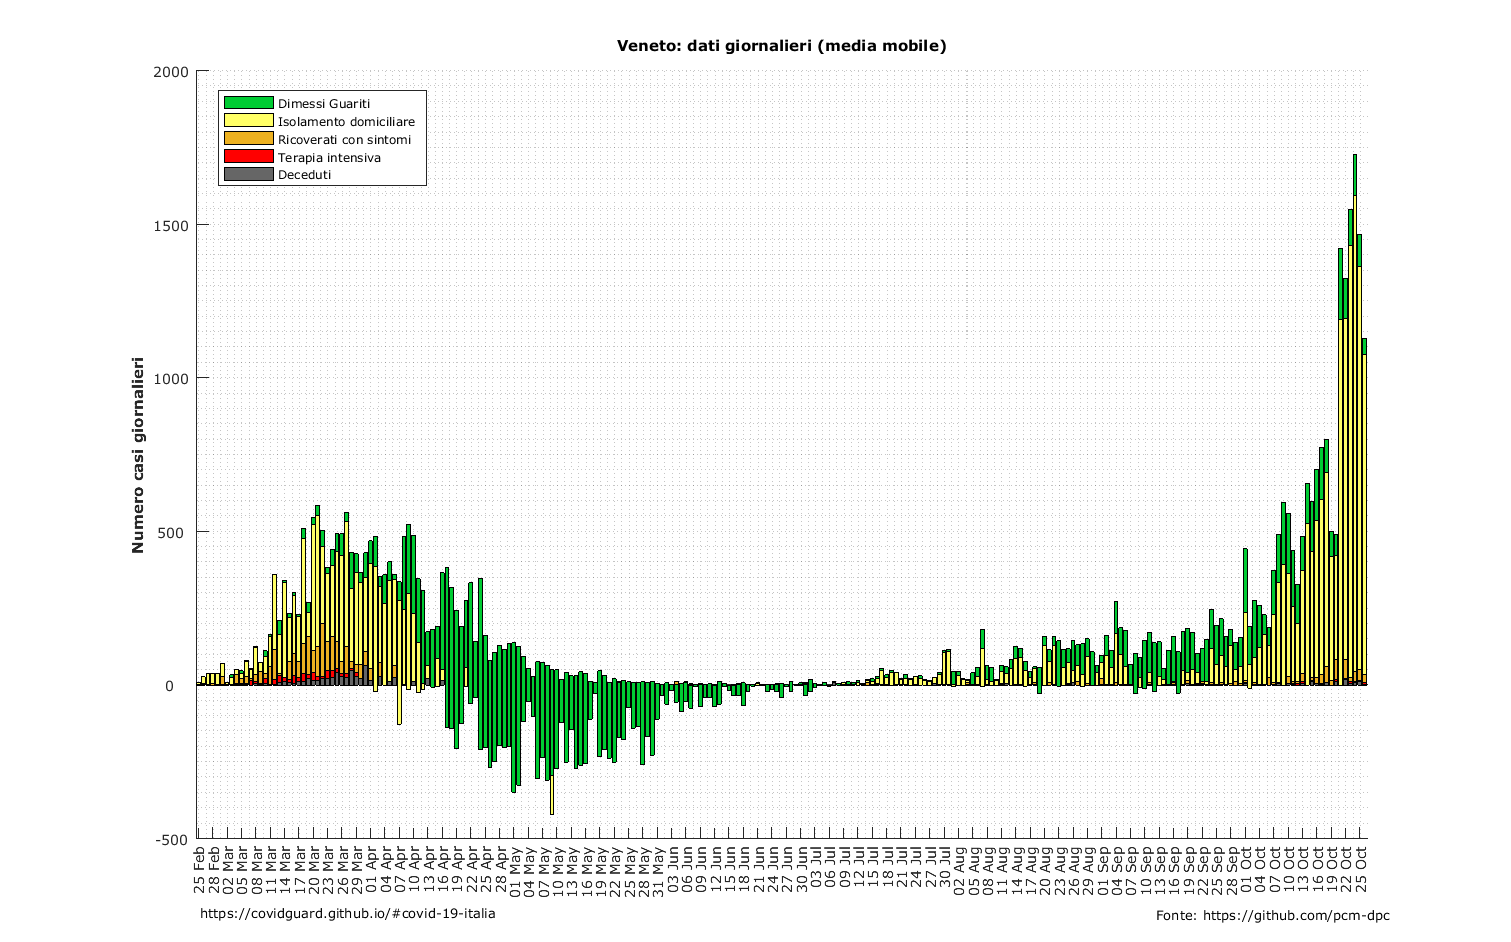 Veneto: dati giornalieri (media mobile)
2000
1500
1000
500
0
-500
Numero casi giornalieri
Dimessi Guariti
Isolamento domiciliare
Ricoverati con sintomi
Terapia intensiva
Deceduti
25 Feb
28 Feb
02 Mar
05 Mar
08 Mar
11 Mar
14 Mar
17 Mar
20 Mar
23 Mar
26 Mar
29 Mar
01 Apr
04 Apr
07 Apr
10 Apr
13 Apr
16 Apr
19 Apr
22 Apr
25 Apr
28 Apr
01 May
04 May
07 May
10 May
13 May
16 May
19 May
22 May
25 May
28 May
31 May
03 Jun
06 Jun
09 Jun
12 Jun
15 Jun
18 Jun
21 Jun
24 Jun
27 Jun
30 Jun
03 Jul
06 Jul
09 Jul
12 Jul
15 Jul
18 Jul
21 Jul
24 Jul
27 Jul
30 Jul
02 Aug
05 Aug
08 Aug
11 Aug
14 Aug
17 Aug
20 Aug
23 Aug
26 Aug
29 Aug
01 Sep
04 Sep
07 Sep
10 Sep
13 Sep
16 Sep
19 Sep
22 Sep
25 Sep
28 Sep
01 Oct
04 Oct
07 Oct
10 Oct
13 Oct
16 Oct
19 Oct
22 Oct
25 Oct
https://covidguard.github.io/#covid-19-italia
Fonte: https://github.com/pcm-dpc